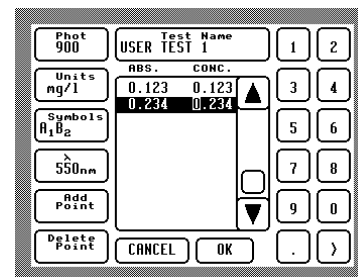 Phot
900
Test Name
USER TEST 1
1
2
Units
mg/l
ABS. CONC.
0.123 0.123
0.234 0.234
3
4
Symbols
A₁B₂
5
6
λ
550nm
7
8
Add
Point
9
0
Delete
Point
CANCEL
OK
.
⟩